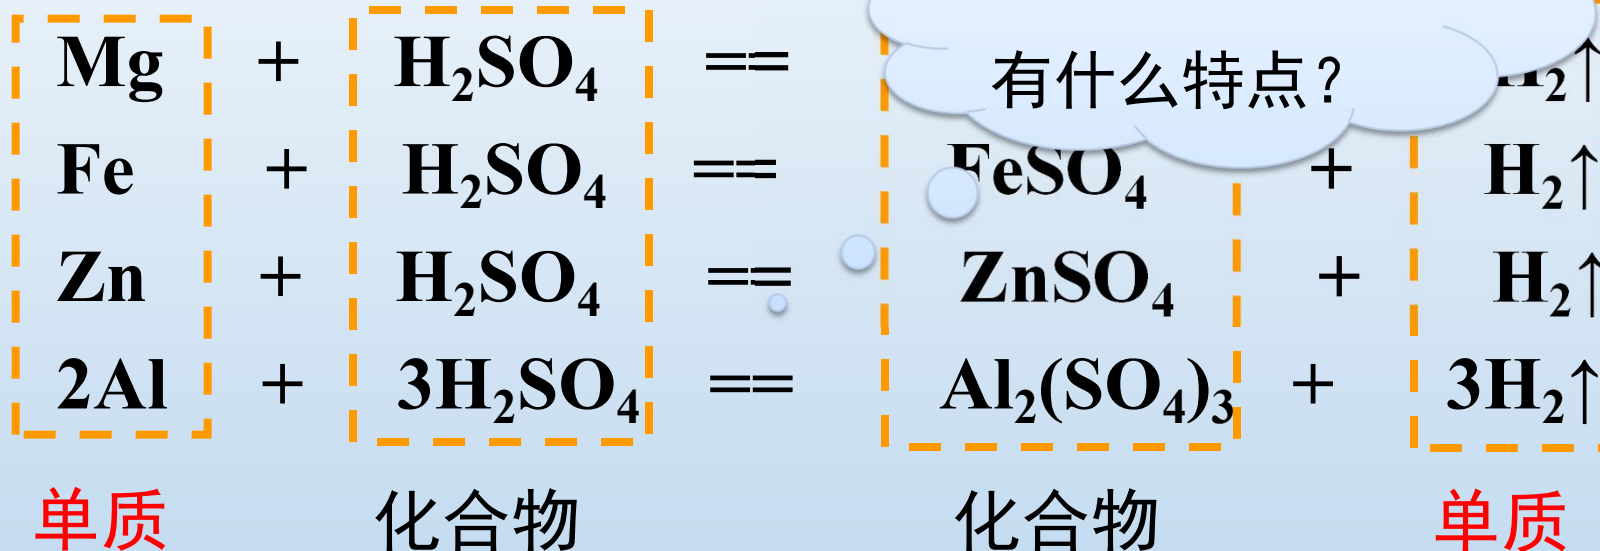 Mg + H₂SO₄ == H₂↑
有什么特点?
Fe + H₂SO₄ == FeSO₄ + H₂↑
Zn + H₂SO₄ == ZnSO₄ + H₂↑
2Al + 3H₂SO₄ == Al₂(SO₄)₃ + 3H₂↑
单质 化合物 化合物 单质